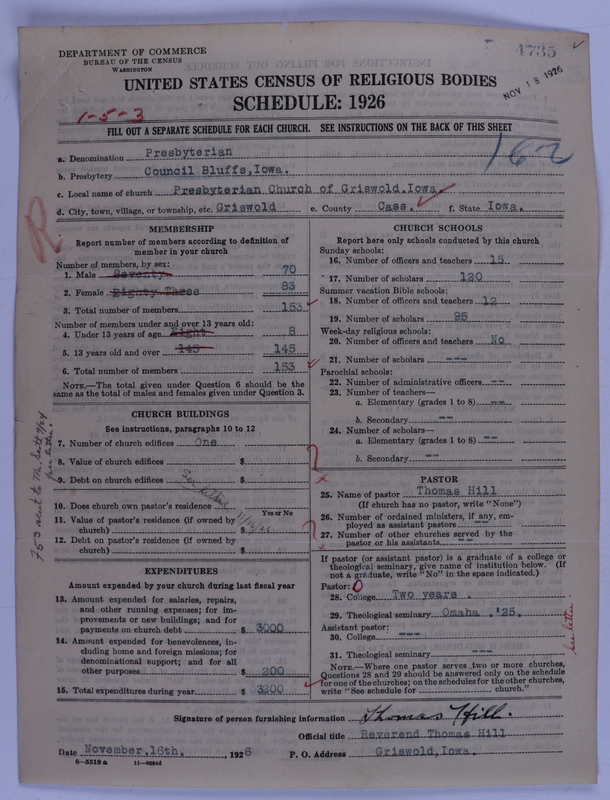 DEPARTMENT OF COMMERCE
BUREAU OF THE CENSUS
WASHINGTON
4735
NOV 18 1926
UNITED STATES CENSUS OF RELIGIOUS BODIES
SCHEDULE: 1926
1-5-3
FILL OUT A SEPARATE SCHEDULE FOR EACH CHURCH. SEE INSTRUCTIONS ON THE BACK OF THIS SHEET
162
a. Denomination Presbyterian
b. Presbytery Council Bluffs,Iowa.
c. Local name of church Presbyterian Church of Griswold.Iowa.
d. City, town, village, or township, etc. Griswold e. County Cass. f. State Iowa.
R
MEMBERSHIP
Report number of members according to definition of member in your church
Number of members, by sex:
1. Male Seventy 70
2. Female Eighty Three 83
3. Total number of members 153
Number of members under and over 13 years old:
4. Under 13 years of age Eight 8
5. 13 years old and over 145 145
6. Total number of members 153
NOTE.—The total given under Question 6 should be the same as the total of males and females given under Question 3.
CHURCH BUILDINGS
See instructions, paragraphs 10 to 12
7. Number of church edifices One
8. Value of church edifices $
9. Debt on church edifices $
10. Does church own pastor's residence
Yes or No
11. Value of pastor's residence (if owned by church) $
12. Debt on pastor's residence (if owned by church) $
EXPENDITURES
Amount expended by your church during last fiscal year
13. Amount expended for salaries, repairs, and other running expenses; for improvements or new buildings; and for payments on church debt $ 3000
14. Amount expended for benevolences, including home and foreign missions; for denominational support; and for all other purposes $ 200
15. Total expenditures during year $ 3200
CHURCH SCHOOLS
Report here only schools conducted by this church
Sunday schools:
16. Number of officers and teachers 15
17. Number of scholars 120
Summer vacation Bible schools:
18. Number of officers and teachers 12
19. Number of scholars 95
Week-day religious schools:
20. Number of officers and teachers No
21. Number of scholars ---
Parochial schools:
22. Number of administrative officers --
23. Number of teachers—
a. Elementary (grades 1 to 8) --
b. Secondary --
24. Number of scholars—
a. Elementary (grades 1 to 8) --
b. Secondary --
PASTOR
25. Name of pastor Thomas Hill
(If church has no pastor, write "None")
26. Number of ordained ministers, if any, employed as assistant pastors --
27. Number of other churches served by the pastor or his assistants --
If pastor (or assistant pastor) is a graduate of a college or theological seminary, give name of institution below. (If not a graduate, write "No" in the space indicated.)
Pastor: 0
28. College Two years .
29. Theological seminary Omaha .'25.
Assistant pastor:
30. College ---
31. Theological seminary ---
see letter
NOTE.—Where one pastor serves two or more churches, Questions 28 and 29 should be answered only on the schedule for one of the churches; on the schedules for the other churches, write "See schedule for church."
Signature of person furnishing information Thomas Hill.
Official title Reverend Thomas Hill
Date November,16th, 1926 P. O. Address Griswold,Iowa.
8-5518a 11-9056d